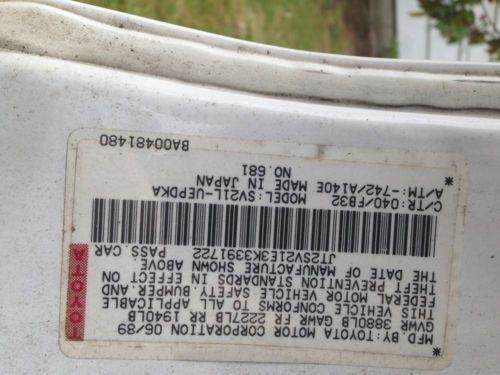 MFD. BY: TOYOTA MOTOR CORPORATION 06/89
GVWR 3880LB GAWR FR 2227LB RR 1940LB
THIS VEHICLE CONFORMS TO ALL APPLICABLE
FEDERAL MOTOR VEHICLE SAFETY, BUMPER, AND
THEFT PREVENTION STANDARDS IN EFFECT ON
THE DATE OF MANUFACTURE SHOWN ABOVE.
JT2SV21E3K3391722 PASS. CAR
TOYOTA
MODEL: SV21L-UEPDKA
C/TR: 040/FB32 MADE IN JAPAN
A/TM: -742/A140E NO.681
BA00481480